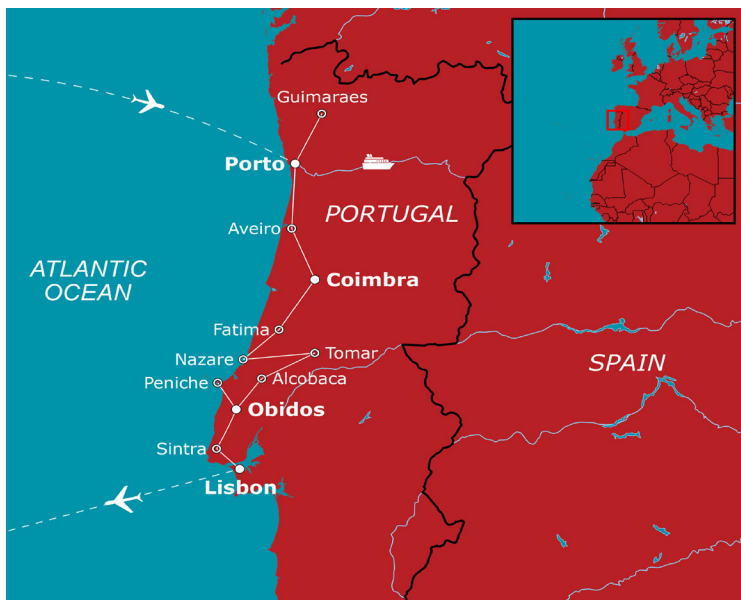 Guimaraes
Porto
PORTUGAL
Aveiro
ATLANTIC
OCEAN
Coimbra
Fatima
Nazare
Tomar
SPAIN
Peniche
Alcobaca
Obidos
Sintra
Lisbon